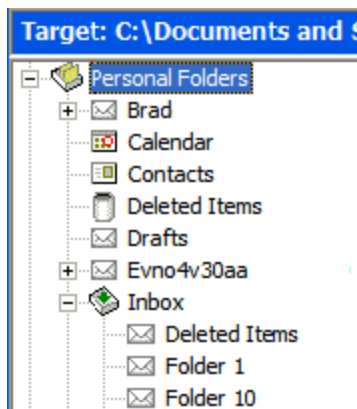 Target: C:\Documents and S
Personal Folders
Brad
Calendar
Contacts
Deleted Items
Drafts
Evno4v30aa
Inbox
Deleted Items
Folder 1
Folder 10